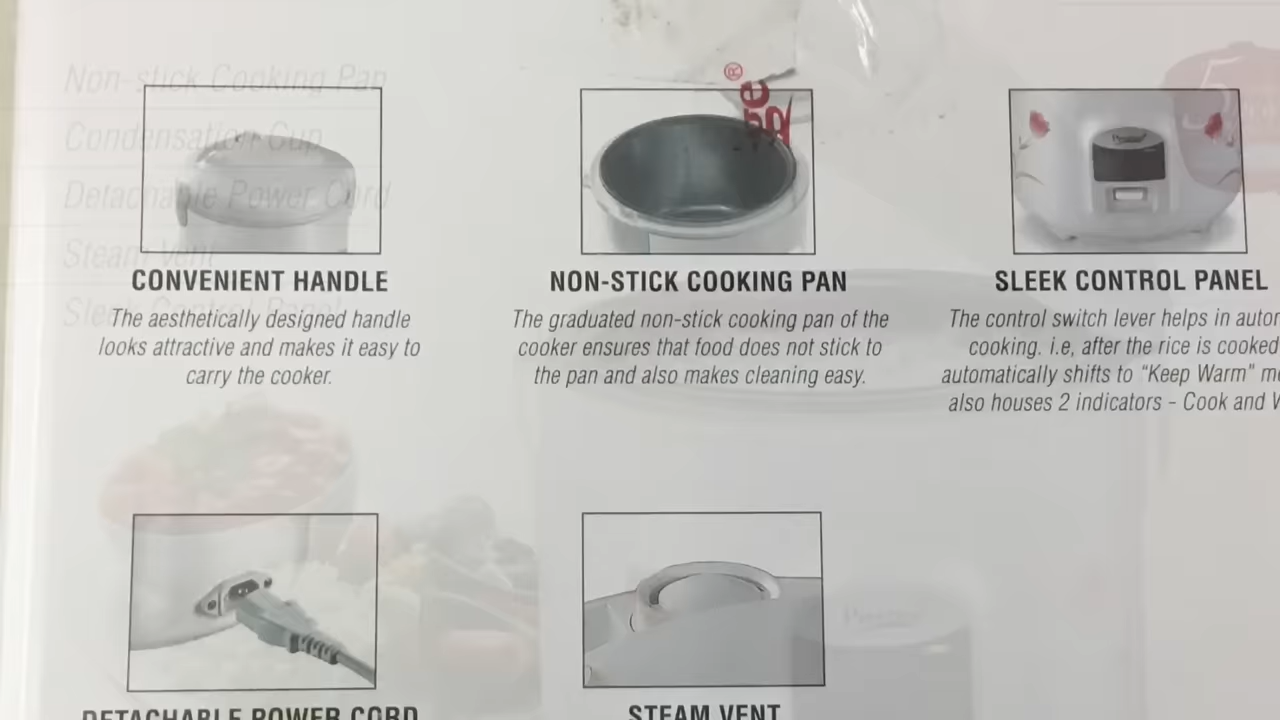 Non-stick Cooking Pan
Condensation Cup
Detachable Power Cord
Steam Vent
Sleek Control Panel
5
®
CONVENIENT HANDLE
The aesthetically designed handle
looks attractive and makes it easy to
carry the cooker.
NON-STICK COOKING PAN
The graduated non-stick cooking pan of the
cooker ensures that food does not stick to
the pan and also makes cleaning easy.
SLEEK CONTROL PANEL
The control switch lever helps in
cooking. i.e, after the rice is cooked
automatically shifts to "Keep Warm"
also houses 2 indicators - Cook and
DETACHABLE POWER CORD
STEAM VENT